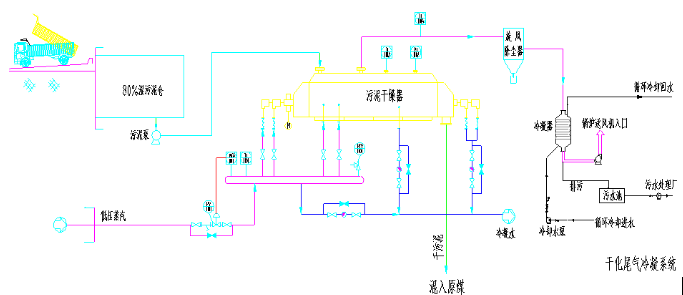 旋风
除尘器
80%湿污泥仓
污泥干燥器
循环冷却回水
冷凝器
锅炉送风机入口
污泥泵
排污
污水池
污水处理厂
低压蒸汽
冷凝水
冷却水泵
循环冷却进水
干污泥
干化尾气冷凝系统
混入原煤